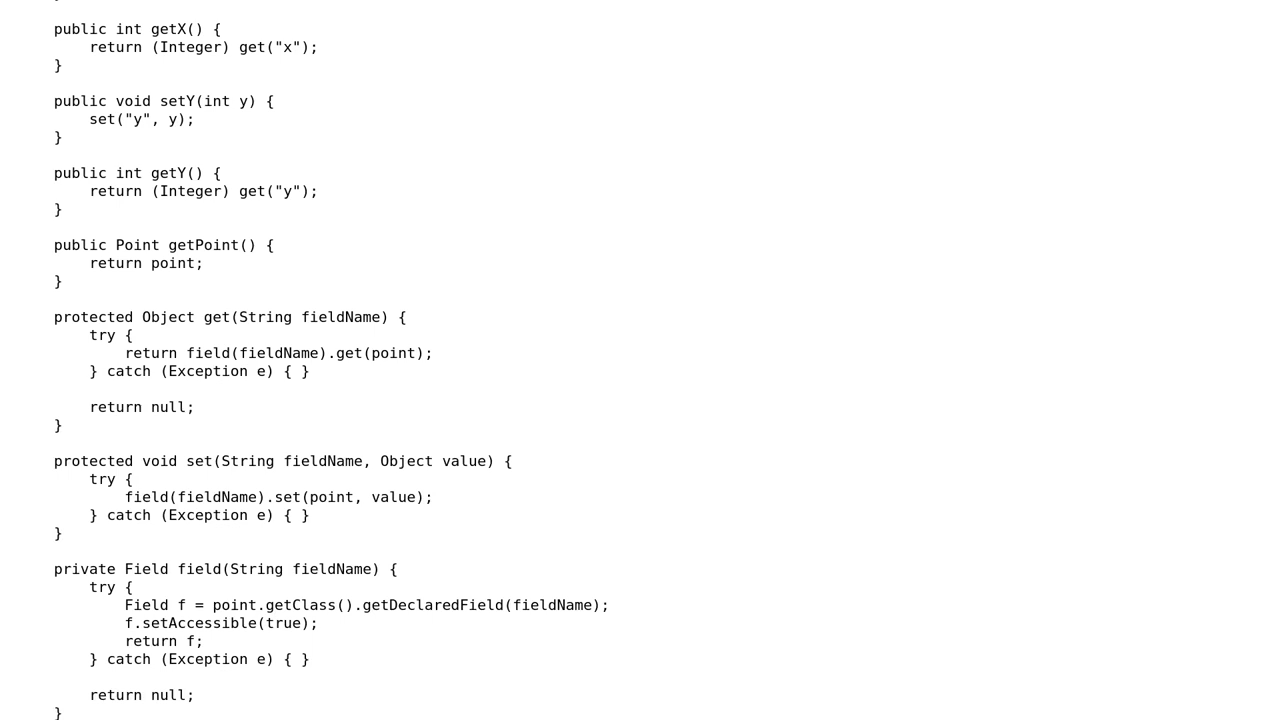 public int getX() {
return (Integer) get("x");
}
public void setY(int y) {
set("y", y);
}
public int getY() {
return (Integer) get("y");
}
public Point getPoint() {
return point;
}
protected Object get(String fieldName) {
try {
return field(fieldName).get(point);
} catch (Exception e) { }
return null;
}
protected void set(String fieldName, Object value) {
try {
field(fieldName).set(point, value);
} catch (Exception e) { }
}
private Field field(String fieldName) {
try {
Field f = point.getClass().getDeclaredField(fieldName);
f.setAccessible(true);
return f;
} catch (Exception e) { }
return null;
}